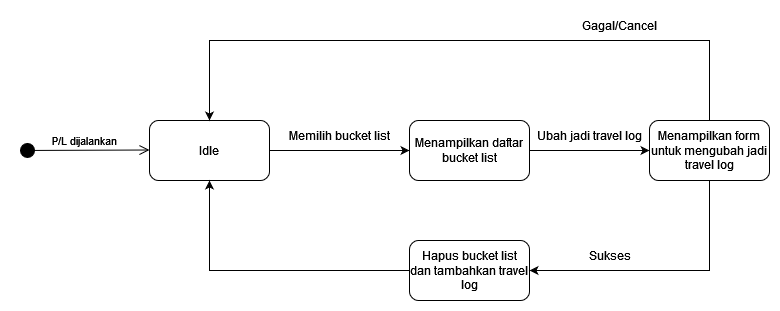 Gagal/Cancel
P/L dijalankan
Idle
Memilih bucket list
Menampilkan daftar
bucket list
Ubah jadi travel log
Menampilkan form
untuk mengubah jadi
travel log
Hapus bucket list
dan tambahkan travel
log
Sukses